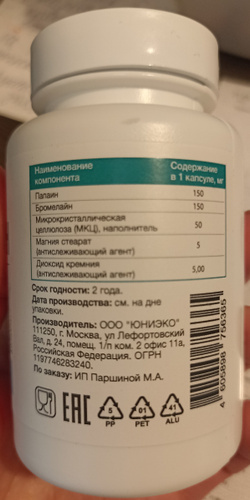 Наименование компонента Содержание в 1 капсуле, мг
Папаин 150
Бромелайн 150
Микрокристаллическая
целлюлоза (МКЦ), наполнитель 50
Магния стеарат
(антислеживающий агент) 5
Диоксид кремния
(антислеживающий агент) 5,00
Срок годности: 2 года.
Дата производства: см. на дне
упаковки.
Производитель: ООО "ЮНИЭКО"
111250, г. Москва, ул Лефортовский
Вал, д. 24, помещ. 1/п ком. 2 офис 11а,
Российская Федерация. ОГРН
1197746283240.
По заказу: ИП Паршиной М.А.
EAC
5 01 41
PP PET ALU